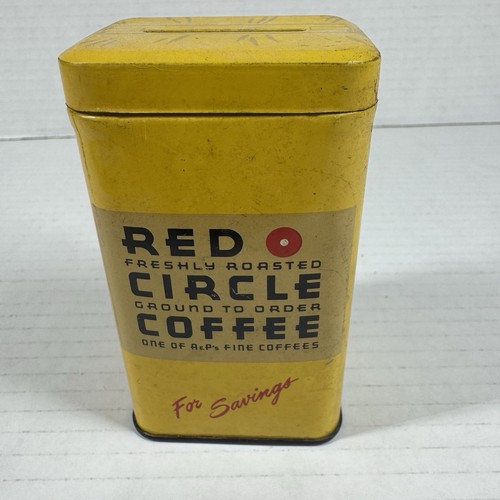 RED
FRESHLY ROASTED
CIRCLE
GROUND TO ORDER
COFFEE
ONE OF A&P's FINE COFFEES
For Savings